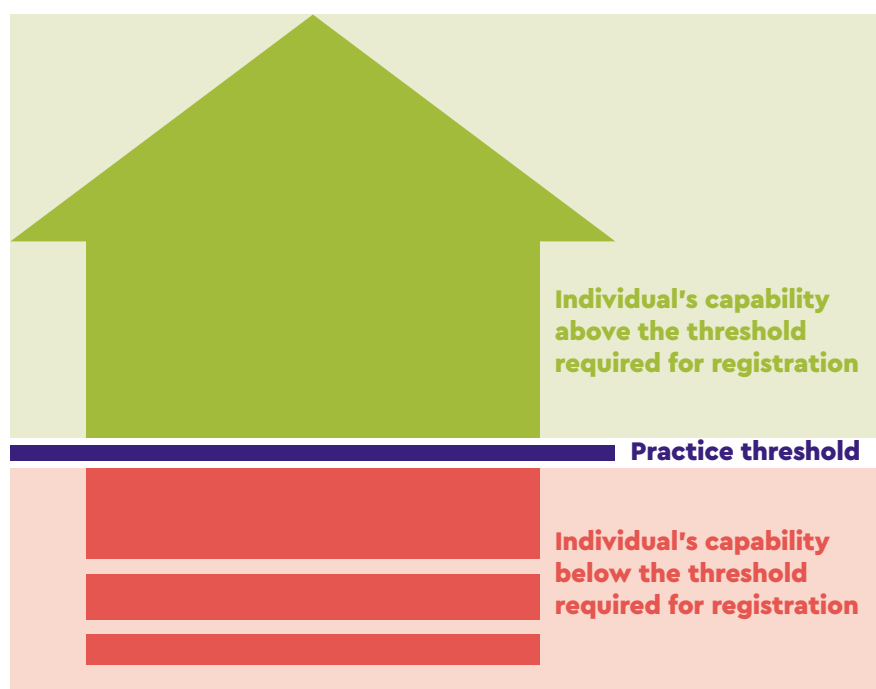 Individual's capability
above the threshold
required for registration
Practice threshold
Individual's capability
below the threshold
required for registration